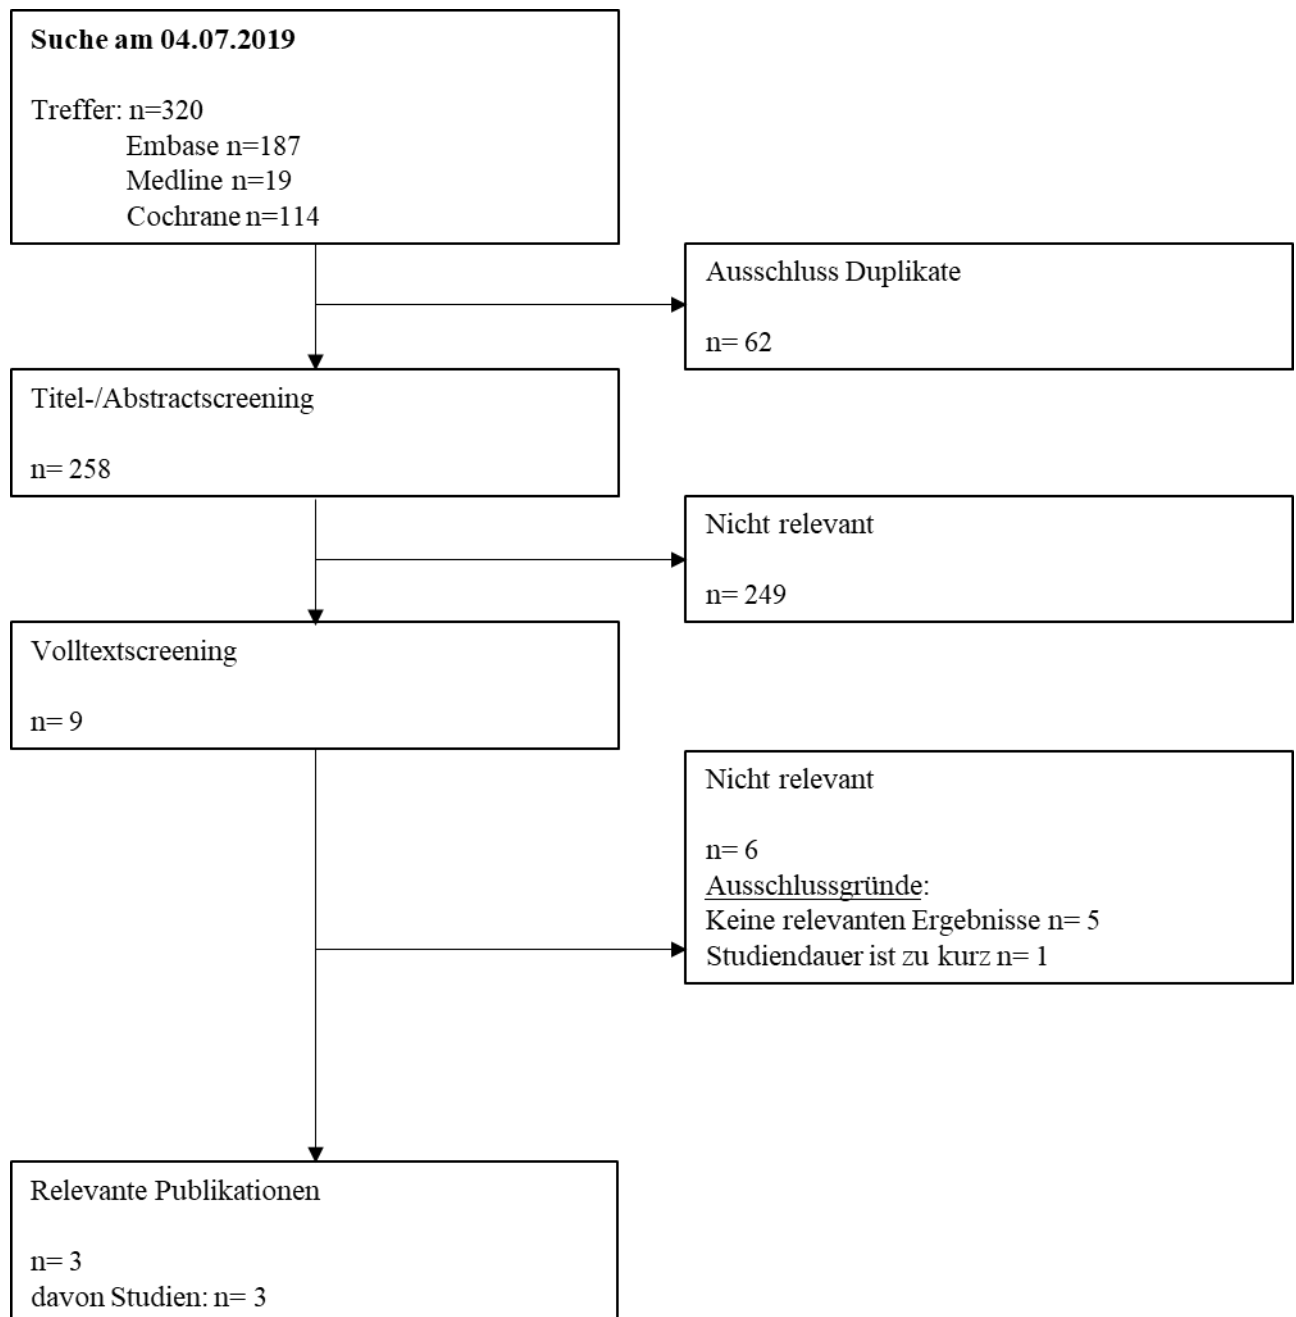 Suche am 04.07.2019
Treffer: n=320
Embase n=187
Medline n=19
Cochrane n=114
Ausschluss Duplikate
n= 62
Titel-/Abstractscreening
n= 258
Nicht relevant
n= 249
Volltextscreening
n= 9
Nicht relevant
n= 6
Ausschlussgründe:
Keine relevanten Ergebnisse n= 5
Studiendauer ist zu kurz n= 1
Relevante Publikationen
n= 3
davon Studien: n= 3